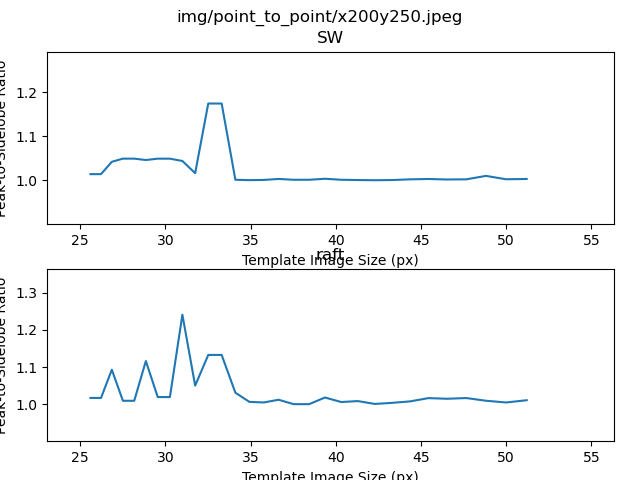 img/point_to_point/x200y250.jpeg
SW
Peak-to-Sidelobe Ratio
1.2
1.1
1.0
25 30 35 40 45 50 55
Template Image Size (px)
raft
Peak-to-Sidelobe Ratio
1.3
1.2
1.1
1.0
25 30 35 40 45 50 55
Template Image Size (px)